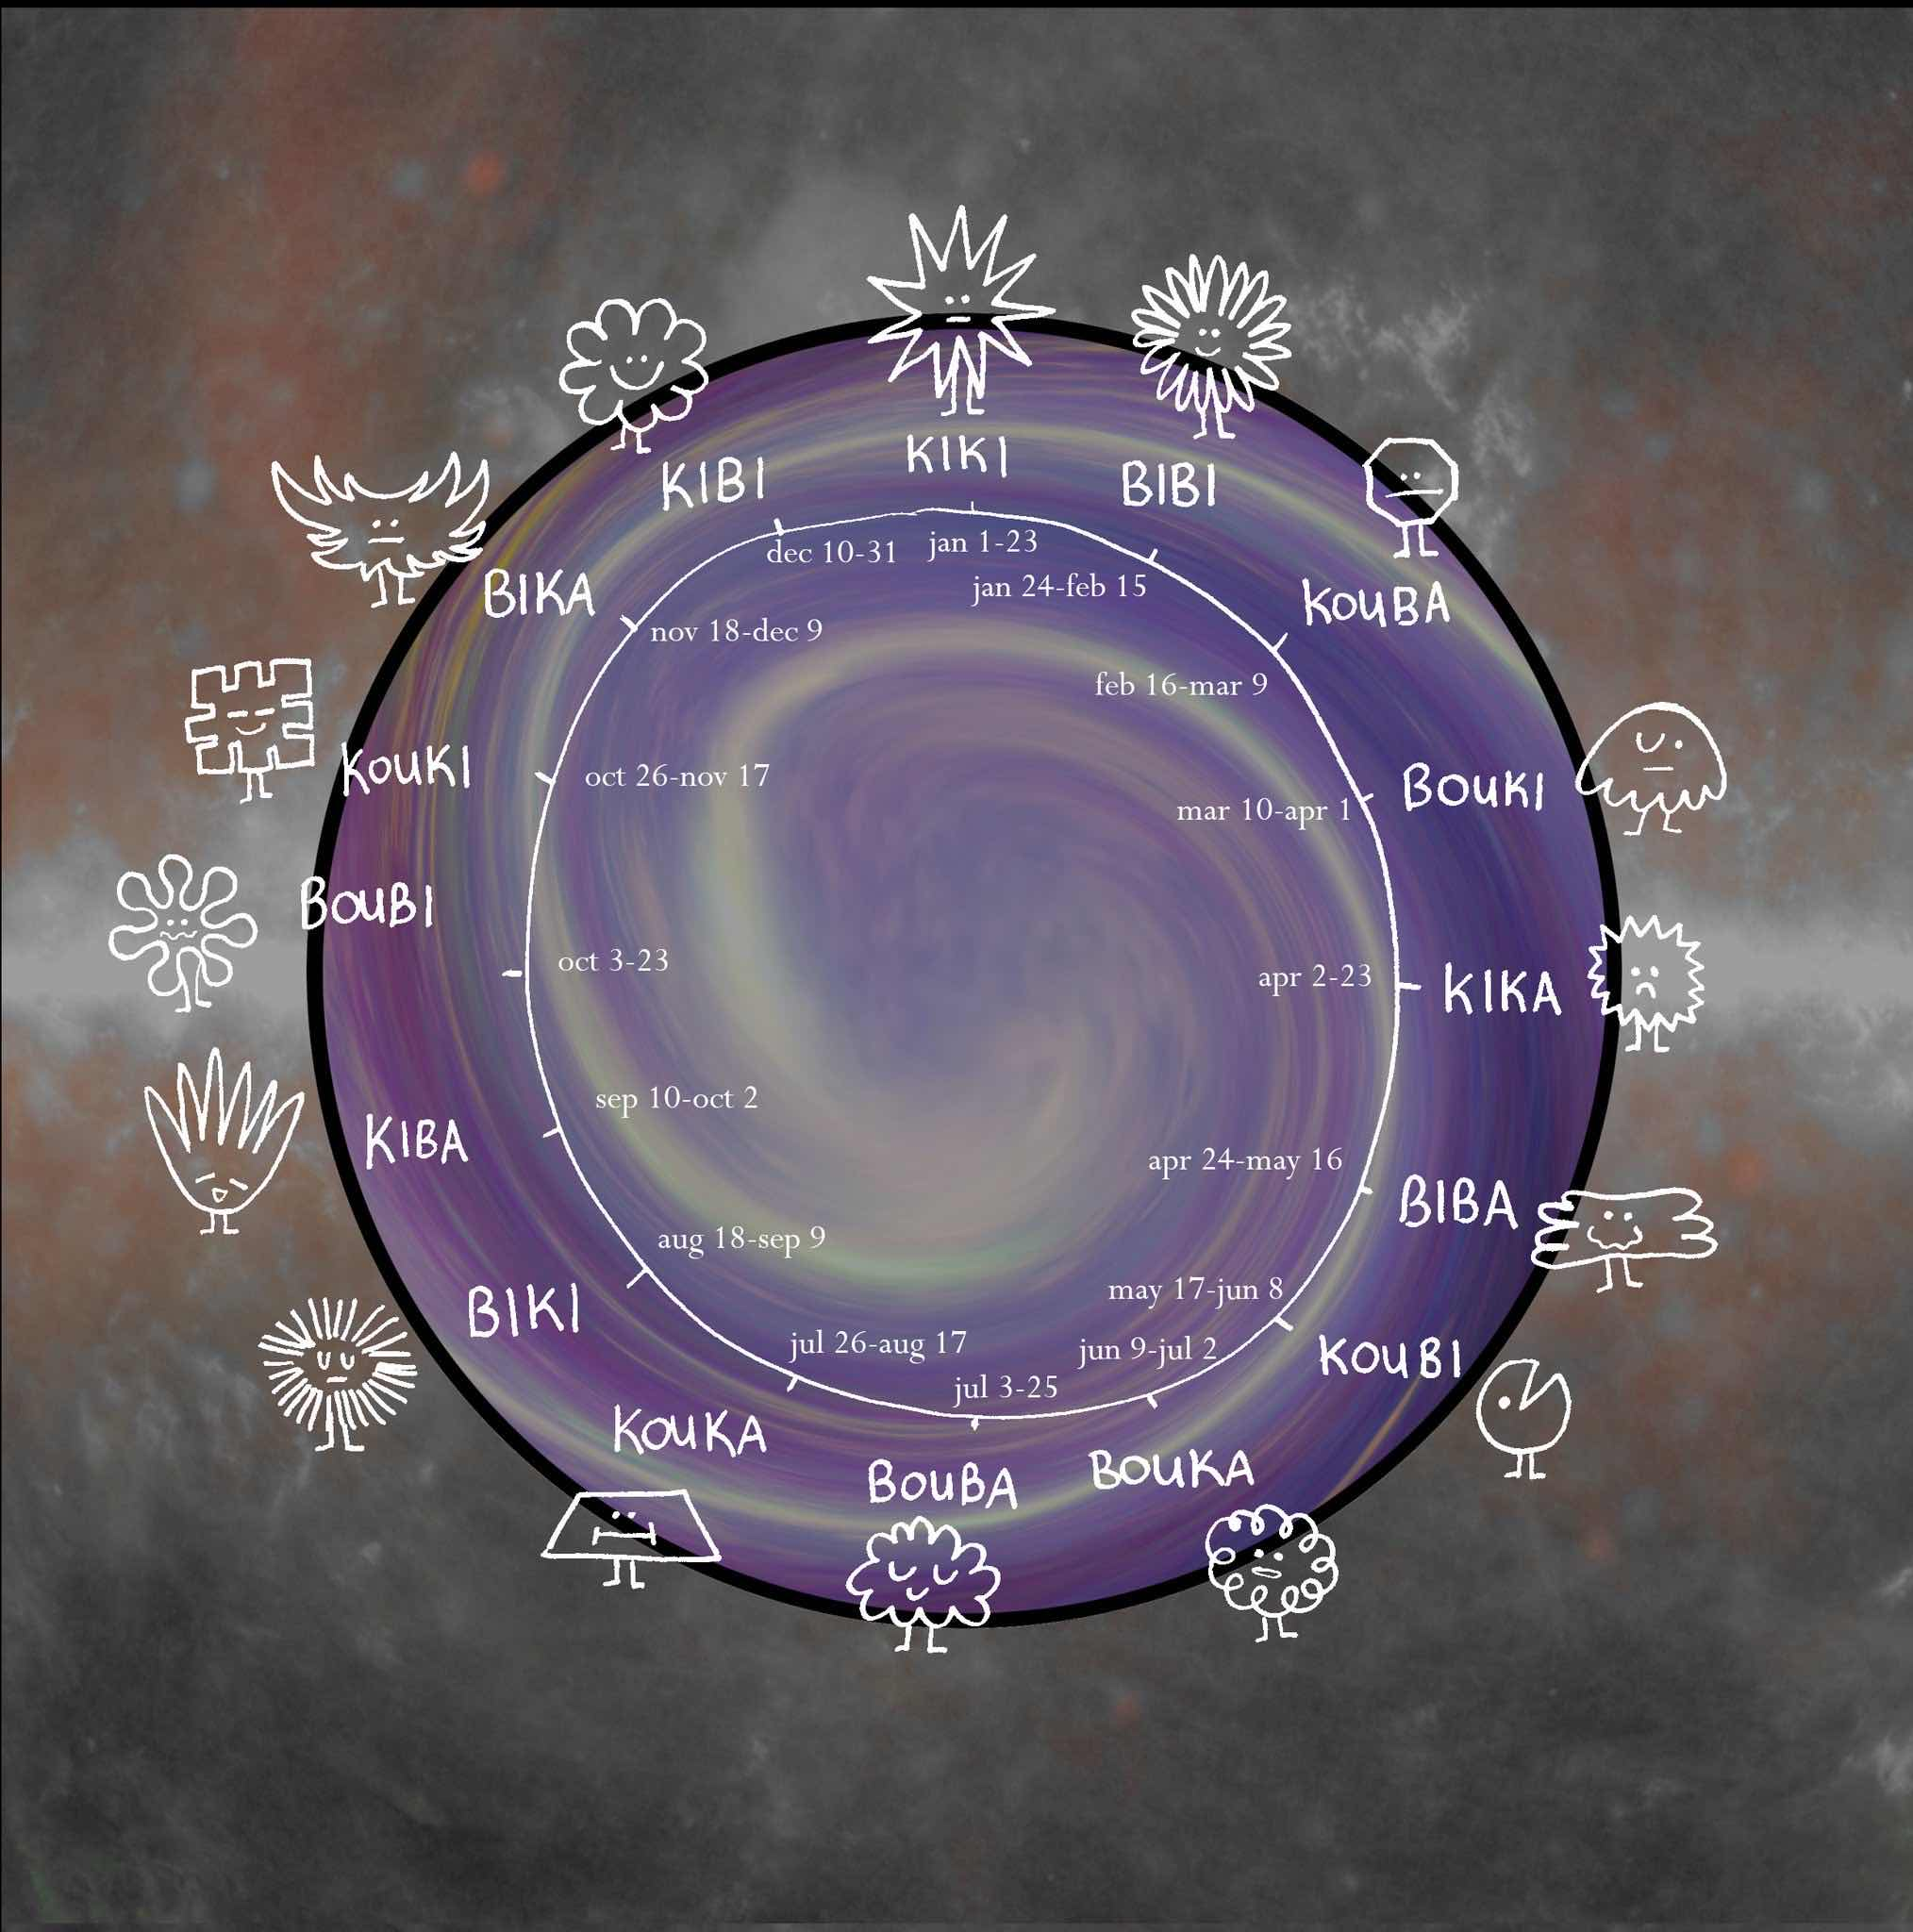 KIKI
jan 1-23
BIBI
jan 24-feb 15
KOUBA
feb 16-mar 9
BOUKI
mar 10-apr 1
KIKA
apr 2-23
BIBA
apr 24-may 16
KOUBI
may 17-jun 8
BOUKA
jun 9-jul 2
BOUBA
jul 3-25
KOUKA
jul 26-aug 17
BIKI
aug 18-sep 9
KIBA
sep 10-oct 2
BOUBI
oct 3-23
KOUKI
oct 26-nov 17
BIKA
nov 18-dec 9
KIBI
dec 10-31